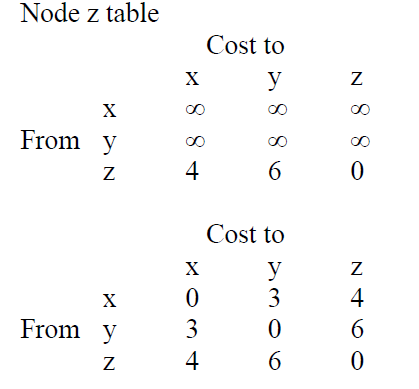 Node z table
Cost to
x y z
x ∞ ∞ ∞
From y ∞ ∞ ∞
z 4 6 0
Cost to
x y z
x 0 3 4
From y 3 0 6
z 4 6 0